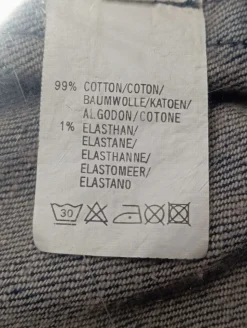 99% COTTON/COTON/
BAUMWOLLE/KATOEN/
ALGODON/COTONE
1% ELASTHAN/
ELASTANE/
ELASTHANNE/
ELASTOMEER/
ELASTANO
30